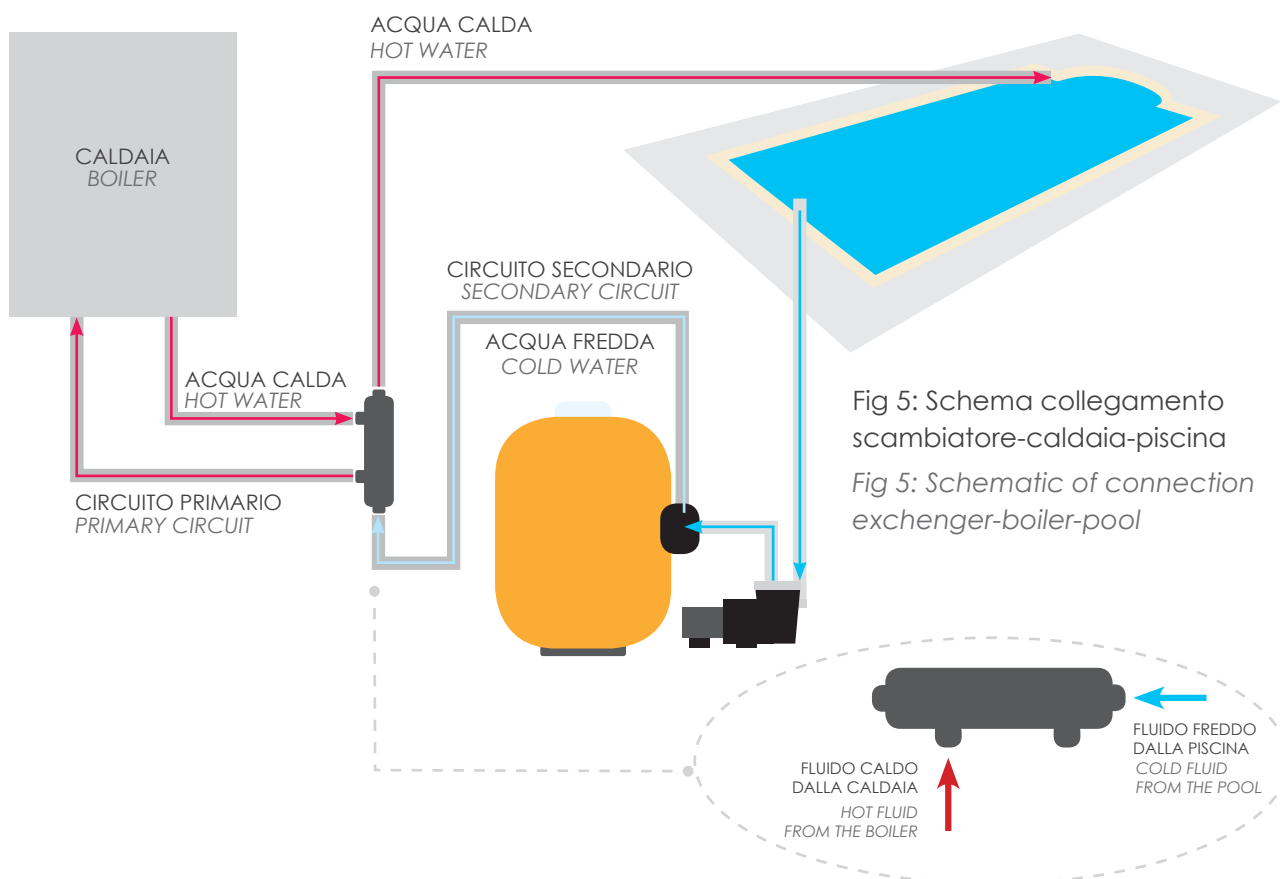 ACQUA CALDA
HOT WATER
CALDAIA
BOILER
CIRCUITO SECONDARIO
SECONDARY CIRCUIT
ACQUA FREDDA
COLD WATER
ACQUA CALDA
HOT WATER
CIRCUITO PRIMARIO
PRIMARY CIRCUIT
Fig 5: Schema collegamento
scambiatore-caldaia-piscina
Fig 5: Schematic of connection
exchenger-boiler-pool
FLUIDO FREDDO
DALLA PISCINA
COLD FLUID
FROM THE POOL
FLUIDO CALDO
DALLA CALDAIA
HOT FLUID
FROM THE BOILER